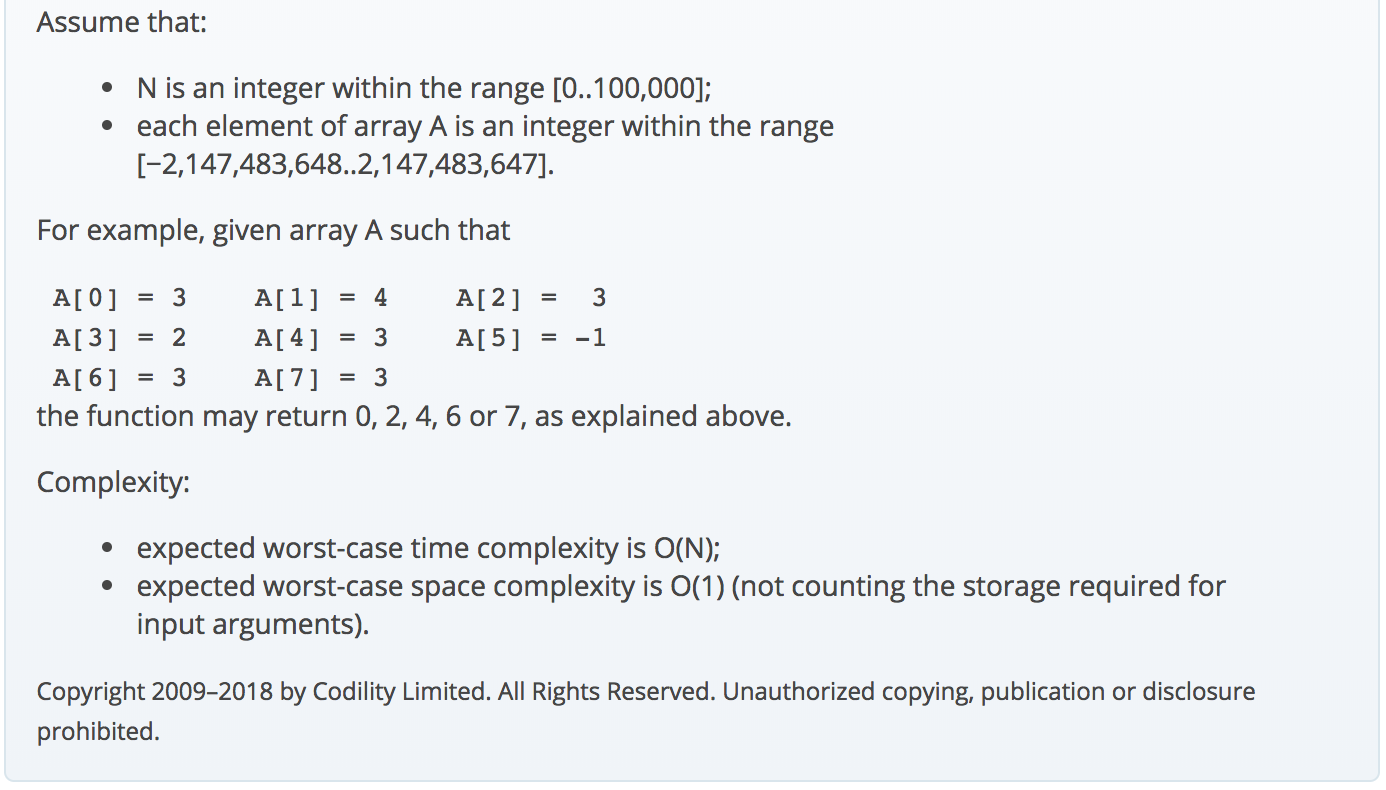 Assume that:
• N is an integer within the range [0..100,000];
• each element of array A is an integer within the range
[−2,147,483,648..2,147,483,647].
For example, given array A such that
A[0] = 3 A[1] = 4 A[2] = 3
A[3] = 2 A[4] = 3 A[5] = -1
A[6] = 3 A[7] = 3
the function may return 0, 2, 4, 6 or 7, as explained above.
Complexity:
• expected worst-case time complexity is O(N);
• expected worst-case space complexity is O(1) (not counting the storage required for
input arguments).
Copyright 2009–2018 by Codility Limited. All Rights Reserved. Unauthorized copying, publication or disclosure
prohibited.